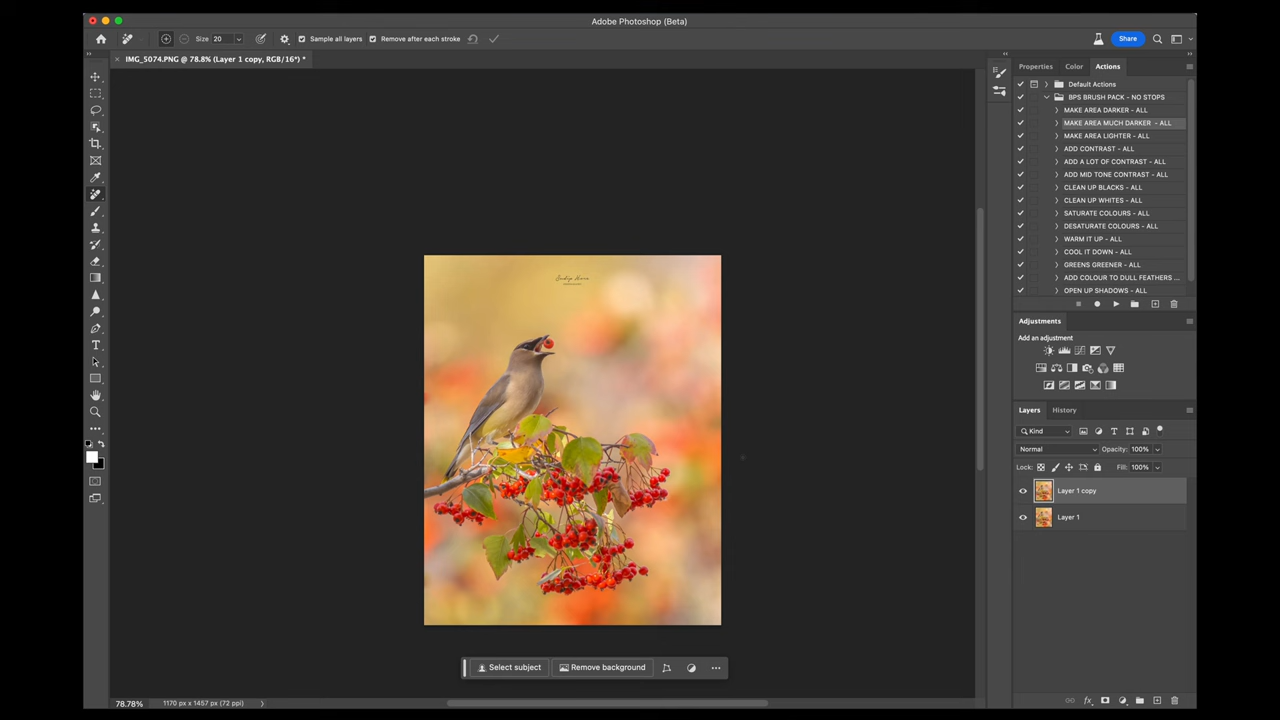 Adobe Photoshop (Beta)
Size 20
Sample all layers
Remove after each stroke
Share
IMG_5074.PNG @ 78.8% (Layer 1 copy, RGB/16*) *
Properties
Color
Actions
Default Actions
BPS BRUSH PACK - NO STOPS
MAKE AREA DARKER - ALL
MAKE AREA MUCH DARKER - ALL
MAKE AREA LIGHTER - ALL
ADD CONTRAST - ALL
ADD A LOT OF CONTRAST - ALL
ADD MID TONE CONTRAST - ALL
CLEAN UP BLACKS - ALL
CLEAN UP WHITES - ALL
SATURATE COLOURS - ALL
DESATURATE COLOURS - ALL
WARM IT UP - ALL
COOL IT DOWN - ALL
GREENS GREENER - ALL
ADD COLOUR TO DULL FEATHERS ...
OPEN UP SHADOWS - ALL
Adjustments
Add an adjustment
Layers
History
Kind
Normal
Opacity: 100%
Lock:
Fill: 100%
Layer 1 copy
Layer 1
Select subject
Remove background
78.78%
1170 px x 1457 px (72 ppi)